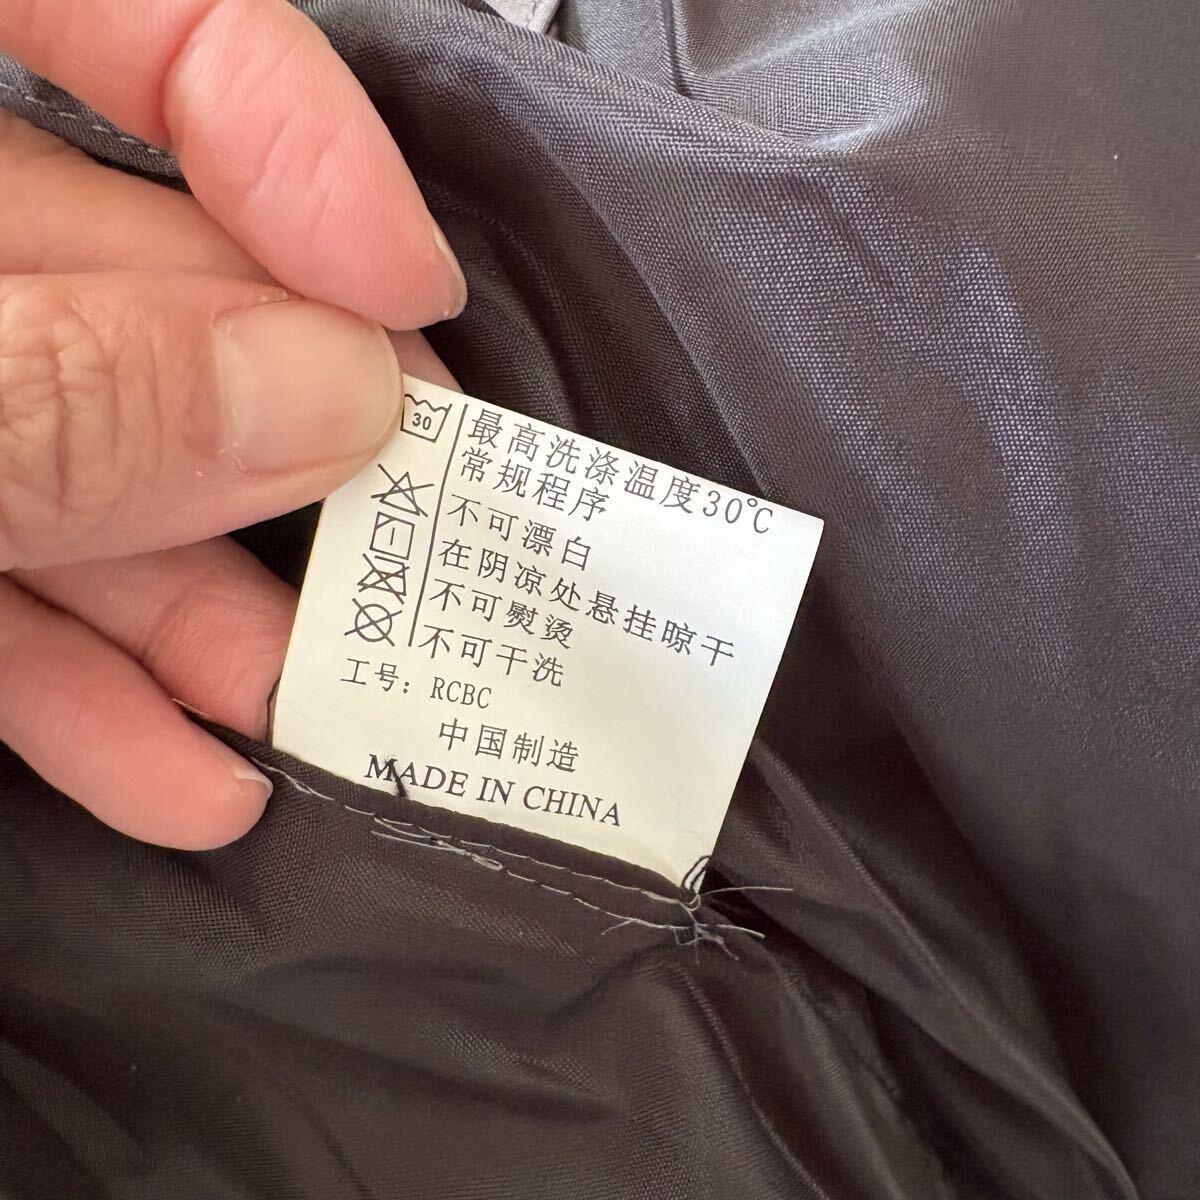 30
最高洗涤温度30℃
常规程序
不可漂白
在阴凉处悬挂晾干
不可熨烫
不可干洗
工号: RCBC
中国制造
MADE IN CHINA